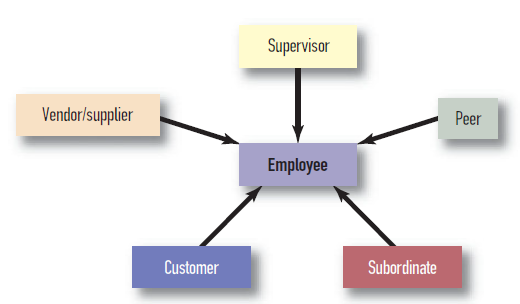 Supervisor
Vendor/supplier
Peer
Employee
Customer
Subordinate